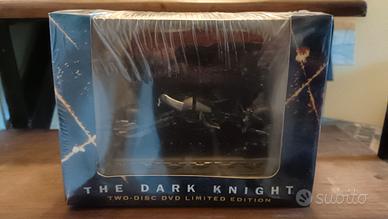 THE DARK KNIGHT
TWO-DISC DVD LIMITED EDITION
subito